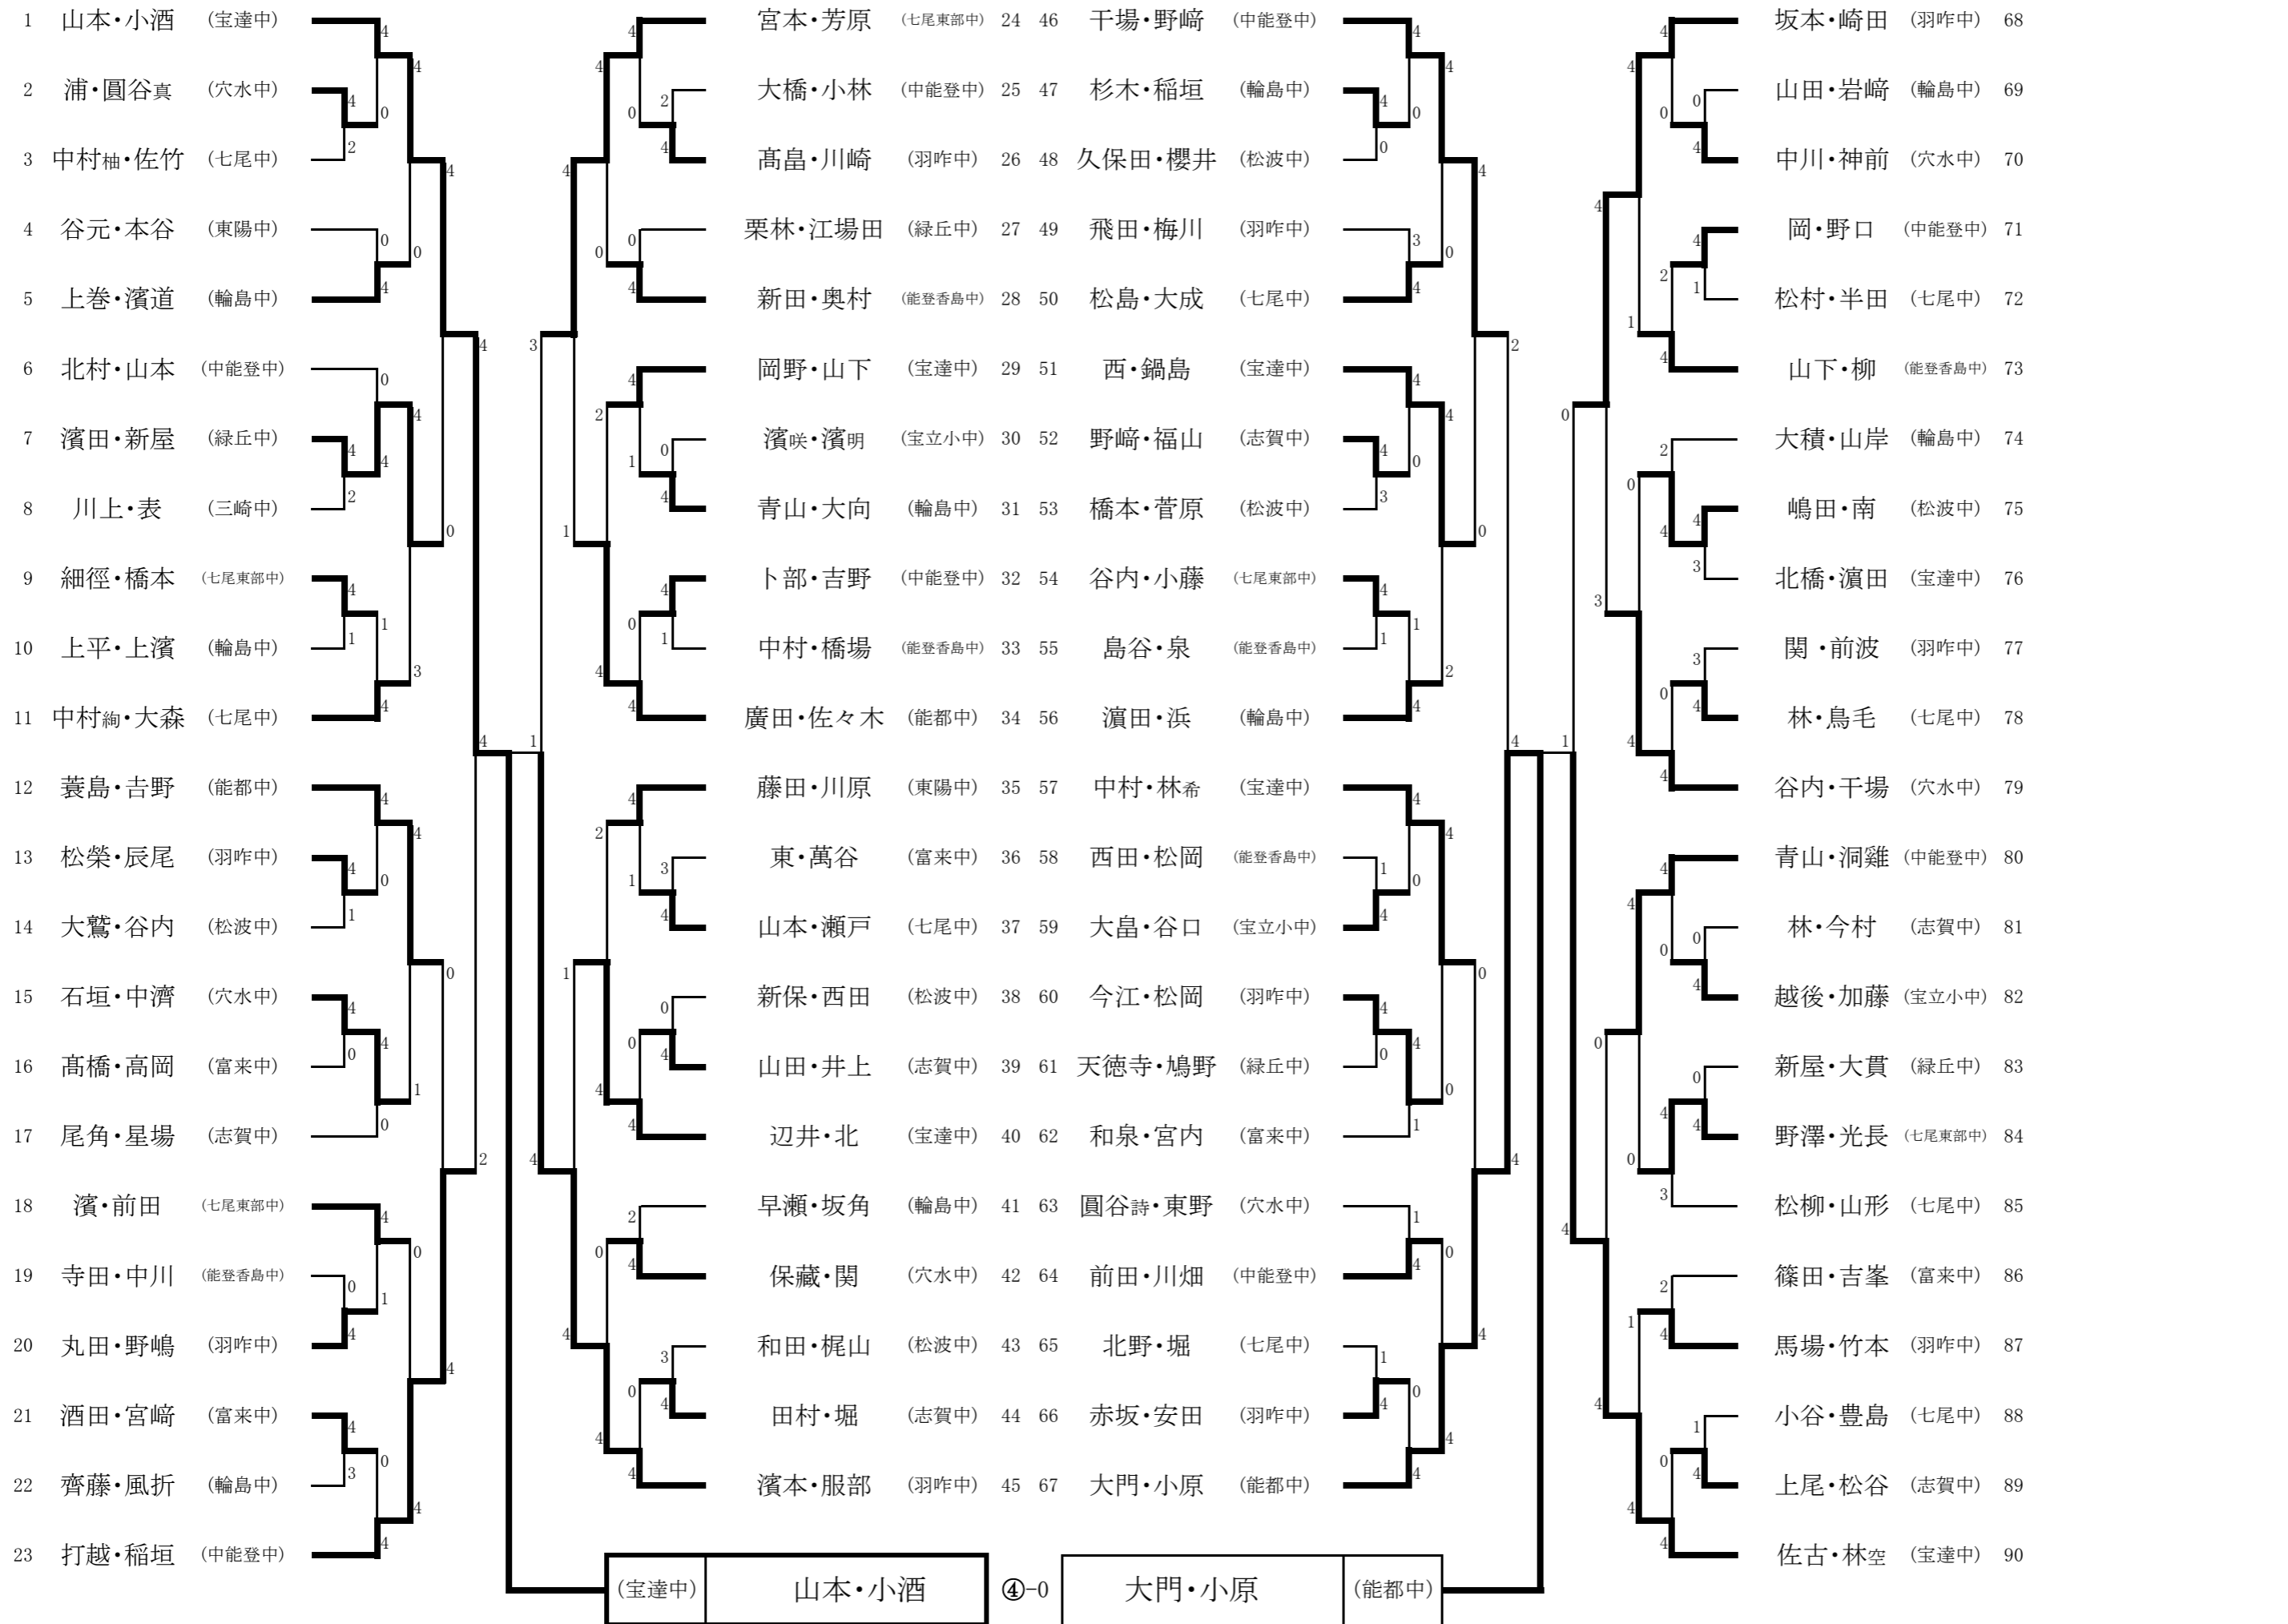 1 山本・小酒 (宝達中)
2 浦・圓谷真 (穴水中)
3 中村柚・佐竹 (七尾中)
4 谷元・本谷 (東陽中)
5 上巻・濱道 (輪島中)
6 北村・山本 (中能登中)
7 濱田・新屋 (緑丘中)
8 川上・表 (三崎中)
9 細徑・橋本 (七尾東部中)
10 上平・上濱 (輪島中)
11 中村絢・大森 (七尾中)
12 蓑島・吉野 (能都中)
13 松榮・辰尾 (羽咋中)
14 大鷲・谷内 (松波中)
15 石垣・中濟 (穴水中)
16 髙橋・高岡 (富来中)
17 尾角・星場 (志賀中)
18 濱・前田 (七尾東部中)
19 寺田・中川 (能登香島中)
20 丸田・野嶋 (羽咋中)
21 酒田・宮﨑 (富来中)
22 齊藤・風折 (輪島中)
23 打越・稲垣 (中能登中)
宮本・芳原 (七尾東部中) 24
大橋・小林 (中能登中) 25
髙畠・川崎 (羽咋中) 26
栗林・江場田 (緑丘中) 27
新田・奥村 (能登香島中) 28
岡野・山下 (宝達中) 29
濱咲・濱明 (宝立小中) 30
青山・大向 (輪島中) 31
卜部・吉野 (中能登中) 32
中村・橋場 (能登香島中) 33
廣田・佐々木 (能都中) 34
藤田・川原 (東陽中) 35
東・萬谷 (富来中) 36
山本・瀬戸 (七尾中) 37
新保・西田 (松波中) 38
山田・井上 (志賀中) 39
辺井・北 (宝達中) 40
早瀬・坂角 (輪島中) 41
保藏・関 (穴水中) 42
和田・梶山 (松波中) 43
田村・堀 (志賀中) 44
濱本・服部 (羽咋中) 45
46 干場・野﨑 (中能登中)
47 杉木・稲垣 (輪島中)
48 久保田・櫻井 (松波中)
49 飛田・梅川 (羽咋中)
50 松島・大成 (七尾中)
51 西・鍋島 (宝達中)
52 野﨑・福山 (志賀中)
53 橋本・菅原 (松波中)
54 谷内・小藤 (七尾東部中)
55 島谷・泉 (能登香島中)
56 濵田・浜 (輪島中)
57 中村・林希 (宝達中)
58 西田・松岡 (能登香島中)
59 大畠・谷口 (宝立小中)
60 今江・松岡 (羽咋中)
61 天徳寺・鳩野 (緑丘中)
62 和泉・宮内 (富来中)
63 圓谷詩・東野 (穴水中)
64 前田・川畑 (中能登中)
65 北野・堀 (七尾中)
66 赤坂・安田 (羽咋中)
67 大門・小原 (能都中)
坂本・崎田 (羽咋中) 68
山田・岩﨑 (輪島中) 69
中川・神前 (穴水中) 70
岡・野口 (中能登中) 71
松村・半田 (七尾中) 72
山下・柳 (能登香島中) 73
大積・山岸 (輪島中) 74
嶋田・南 (松波中) 75
北橋・濵田 (宝達中) 76
関・前波 (羽咋中) 77
林・鳥毛 (七尾中) 78
谷内・干場 (穴水中) 79
青山・洞雞 (中能登中) 80
林・今村 (志賀中) 81
越後・加藤 (宝立小中) 82
新屋・大貫 (緑丘中) 83
野澤・光長 (七尾東部中) 84
松柳・山形 (七尾中) 85
篠田・吉峯 (富来中) 86
馬場・竹本 (羽咋中) 87
小谷・豊島 (七尾中) 88
上尾・松谷 (志賀中) 89
佐古・林空 (宝達中) 90
(宝達中) 山本・小酒 ④-0 大門・小原 (能都中)